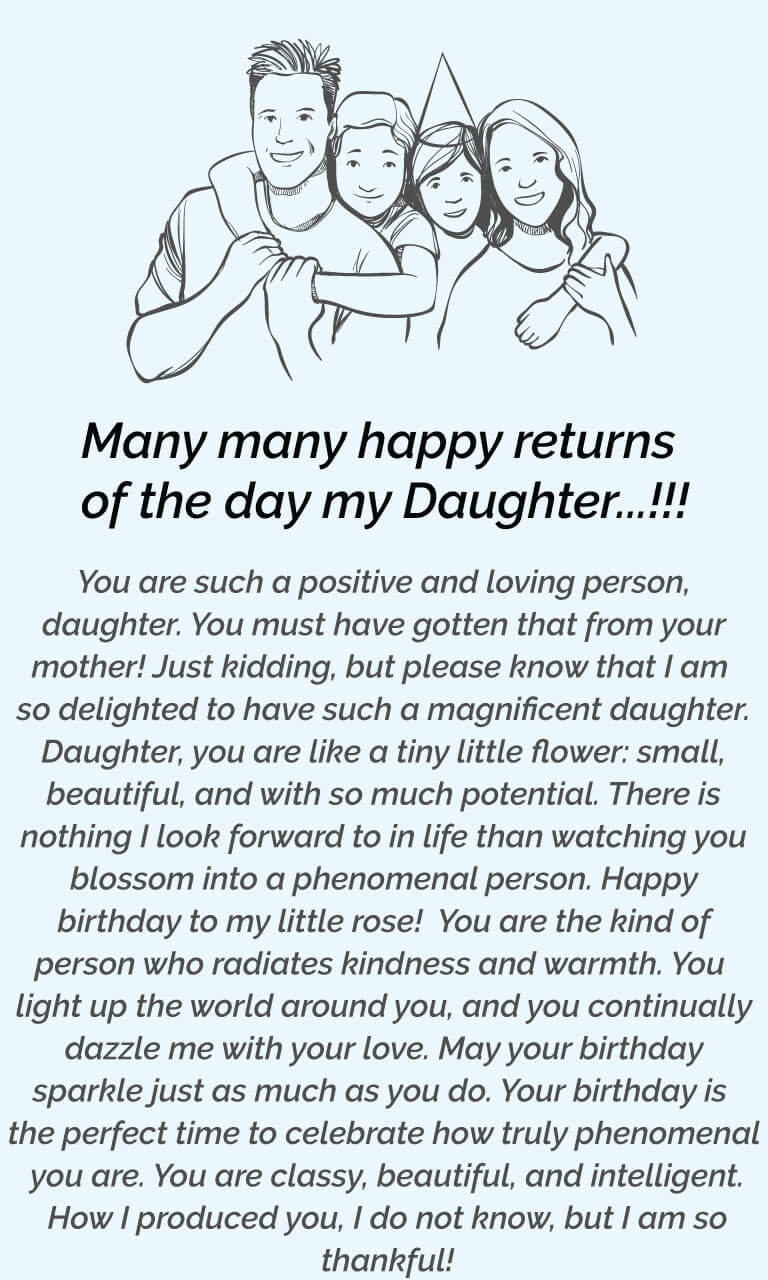 Many many happy returns
of the day my Daughter...!!!
You are such a positive and loving person,
daughter. You must have gotten that from your
mother! Just kidding, but please know that I am
so delighted to have such a magnificent daughter.
Daughter, you are like a tiny little flower: small,
beautiful, and with so much potential. There is
nothing I look forward to in life than watching you
blossom into a phenomenal person. Happy
birthday to my little rose!  You are the kind of
person who radiates kindness and warmth. You
light up the world around you, and you continually
dazzle me with your love. May your birthday
sparkle just as much as you do. Your birthday is
the perfect time to celebrate how truly phenomenal
you are. You are classy, beautiful, and intelligent.
How I produced you, I do not know, but I am so
thankful!